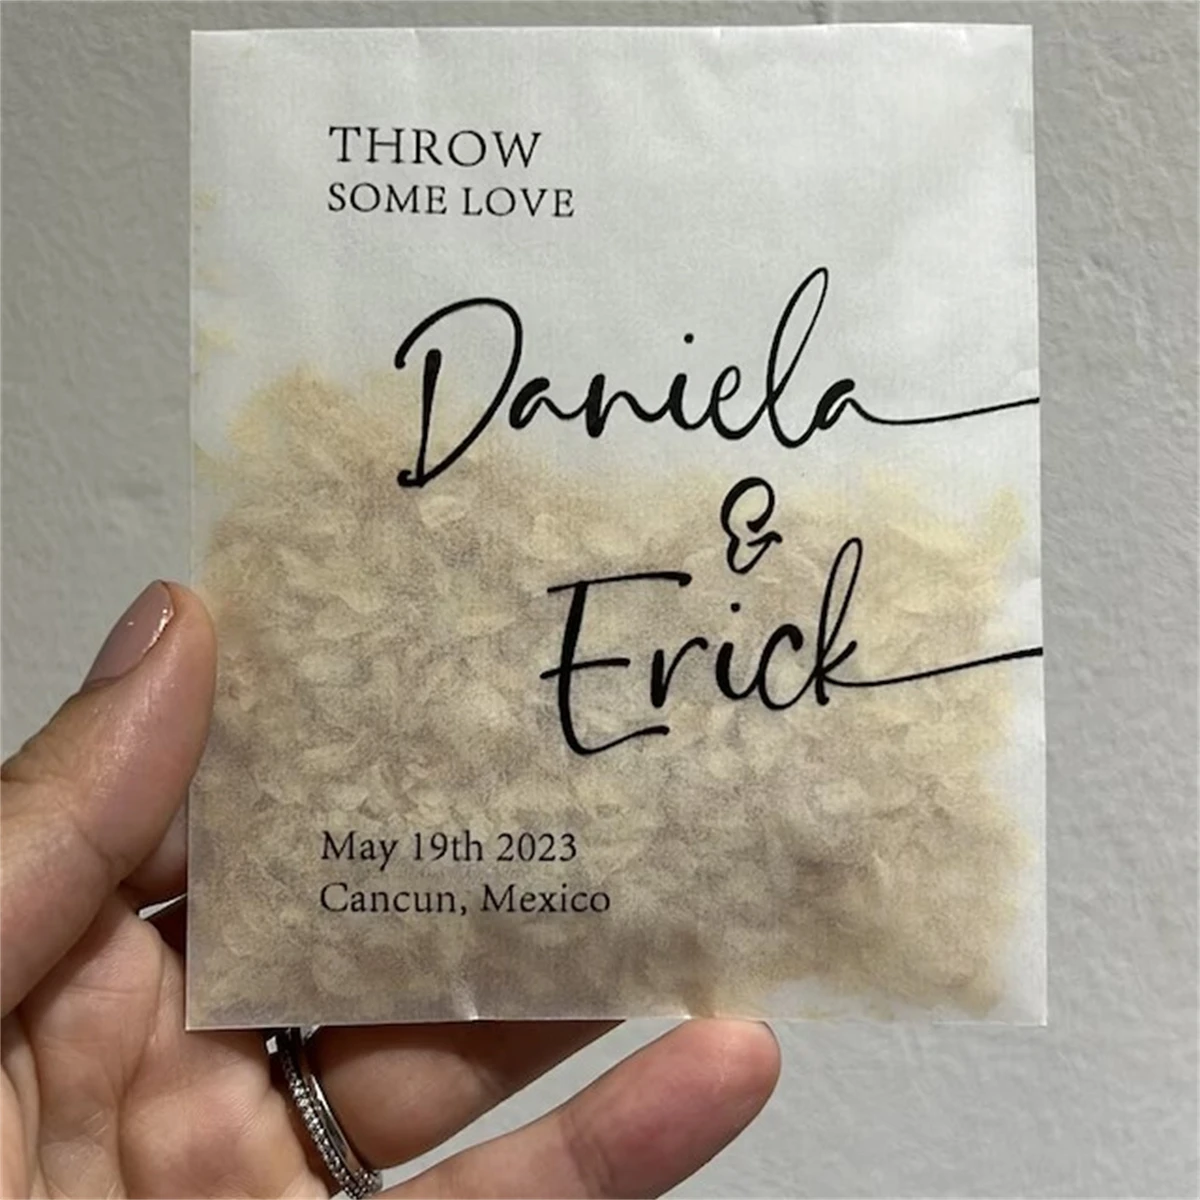 THROW
SOME LOVE
Daniela
&
Erick
May 19th 2023
Cancun, Mexico